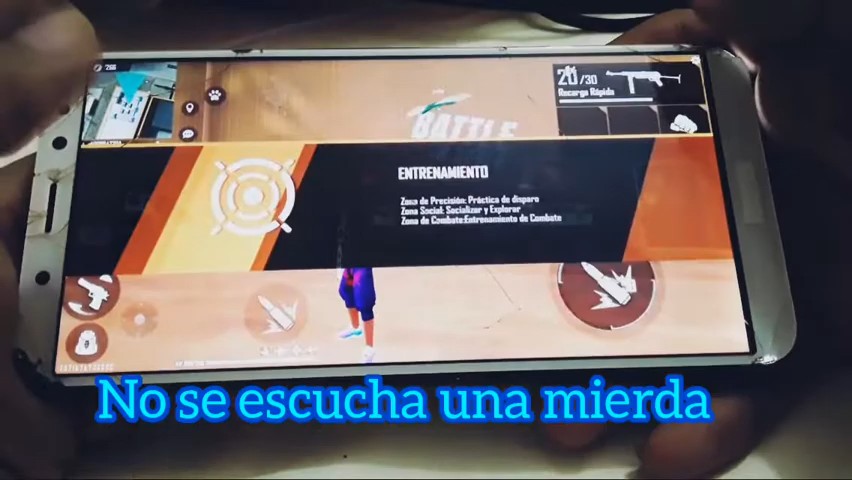 266
20/30
Recarga Rápida
BATTLE
ENTRENAMIENTO
Zona de Precisión: Práctica de disparo
Zona Social: Socializar y Explorar
Zona de Combate:Entrenamiento de Combate
No se escucha una mierda